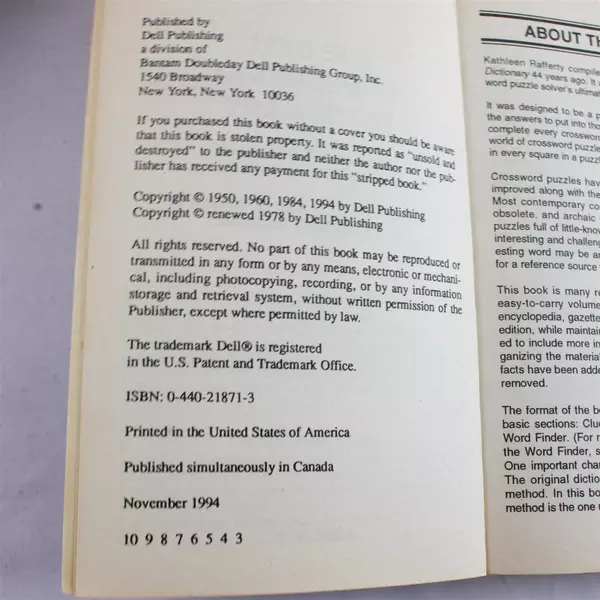 Published by
Dell Publishing
a division of
Bantam Doubleday Dell Publishing Group, Inc.
1540 Broadway
New York, New York 10036
If you purchased this book without a cover you should be aware
that this book is stolen property. It was reported as "unsold and
destroyed" to the publisher and neither the author nor the pub-
lisher has received any payment for this "stripped book."
Copyright © 1950, 1960, 1984, 1994 by Dell Publishing
Copyright © renewed 1978 by Dell Publishing
All rights reserved. No part of this book may be reproduced or
transmitted in any form or by any means, electronic or mechani-
cal, including photocopying, recording, or by any information
storage and retrieval system, without written permission of the
Publisher, except where permitted by law.
The trademark Dell® is registered
in the U.S. Patent and Trademark Office.
ISBN: 0-440-21871-3
Printed in the United States of America
Published simultaneously in Canada
November 1994
10 9 8 7 6 5 4 3
ABOUT TH
Kathleen Rafferty compile
Dictionary 44 years ago. It
word puzzle solver's ultima
It was designed to be a p
the answers to put into tho
complete every crossword
world of crossword puzzle
in every square in a puzzl
Crossword puzzles have
improved along with the
Most contemporary co
obsolete, and archaic
puzzles full of little-know
interesting and challeng
esting word may be an
for a reference source
This book is many re
easy-to-carry volume
encyclopedia, gazette
edition, while maintain
ed to include more in
ganizing the material
facts have been adde
removed.
The format of the bo
basic sections: Clue
Word Finder. (For m
the Word Finder, s
One important chan
The original dictio
method. In this bo
method is the one u